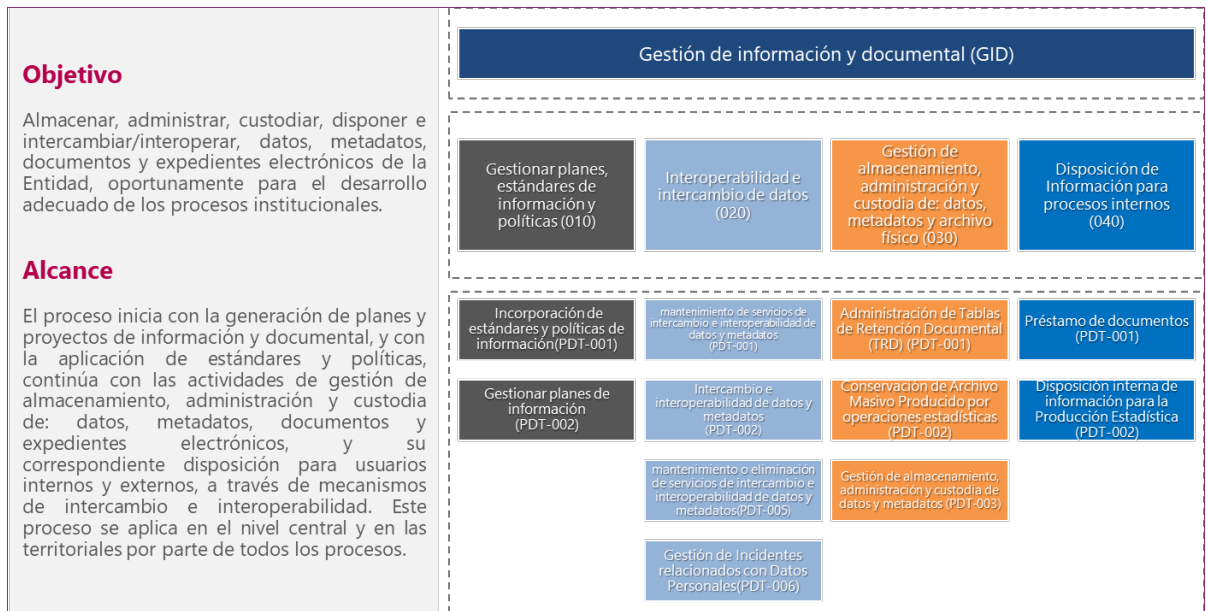 Objetivo
Almacenar, administrar, custodiar, disponer e
intercambiar/interoperar, datos, metadatos,
documentos y expedientes electrónicos de la
Entidad, oportunamente para el desarrollo
adecuado de los procesos institucionales.
Alcance
El proceso inicia con la generación de planes y
proyectos de información y documental, y con
la aplicación de estándares y políticas,
continúa con las actividades de gestión de
almacenamiento, administración y custodia
de: datos, metadatos, documentos y
expedientes electrónicos, y su
correspondiente disposición para usuarios
internos y externos, a través de mecanismos
de intercambio e interoperabilidad. Este
proceso se aplica en el nivel central y en las
territoriales por parte de todos los procesos.
Gestión de información y documental (GID)
Gestionar planes,
estándares de
información y
políticas (010)
Interoperabilidad e
intercambio de datos
(020)
Gestión de
almacenamiento,
administración y
custodia de: datos,
metadatos y archivo
físico (030)
Disposición de
Información para
procesos internos
(040)
Incorporación de
estándares y políticas de
información(PDT-001)
mantenimiento de servicios de
intercambio e interoperabilidad de
datos y metadatos
(PDT-001)
Administración de Tablas
de Retención Documental
(TRD) (PDT-001)
Préstamo de documentos
(PDT-001)
Gestionar planes de
información
(PDT-002)
Intercambio e
interoperabilidad de datos y
metadatos
(PDT-002)
Conservación de Archivo
Masivo Producido por
operaciones estadísticas
(PDT-002)
Disposición interna de
información para la
Producción Estadística
(PDT-002)
mantenimiento o eliminación
de servicios de intercambio e
interoperabilidad de datos y
metadatos(PDT-005)
Gestión de almacenamiento,
administración y custodia de
datos y metadatos (PDT-003)
Gestión de Incidentes
relacionados con Datos
Personales(PDT-006)